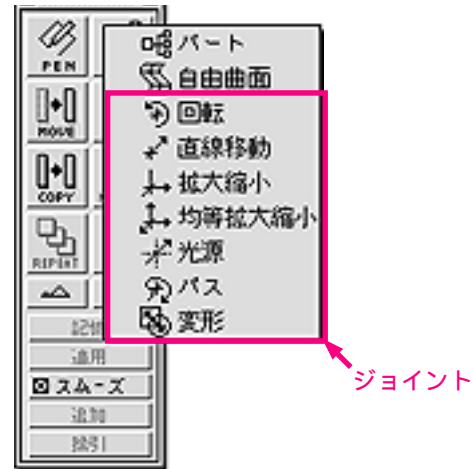 PEN
パート
自由曲面
MOVE
回転
直線移動
COPY
拡大縮小
均等拡大縮小
REPEAT
光源
パス
変形
適用
スムーズ
追加
掃引
ジョイント